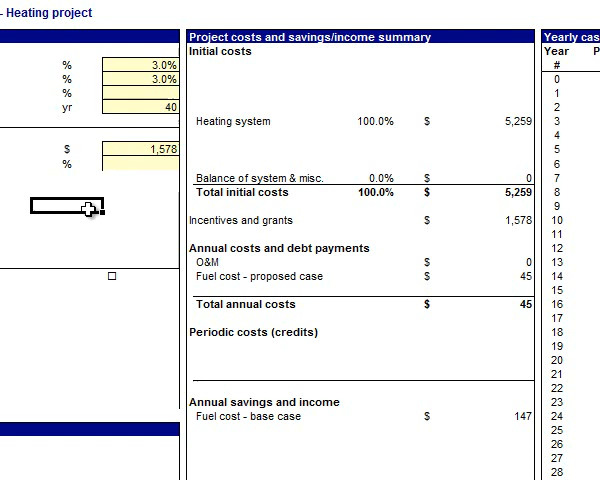 - Heating project
% 3.0%
% 3.0%
%
yr 40
$ 1,578
%
Project costs and savings/income summary
Initial costs
Heating system 100.0% $ 5,259
Balance of system & misc. 0.0% $ 0
Total initial costs 100.0% $ 5,259
Incentives and grants $ 1,578
Annual costs and debt payments
O&M $ 0
Fuel cost - proposed case $ 45
Total annual costs $ 45
Periodic costs (credits)
Annual savings and income
Fuel cost - base case $ 147
Yearly cas
Year P
#
0
1
2
3
4
5
6
7
8
9
10
11
12
13
14
15
16
17
18
19
20
21
22
23
24
25
26
27
28